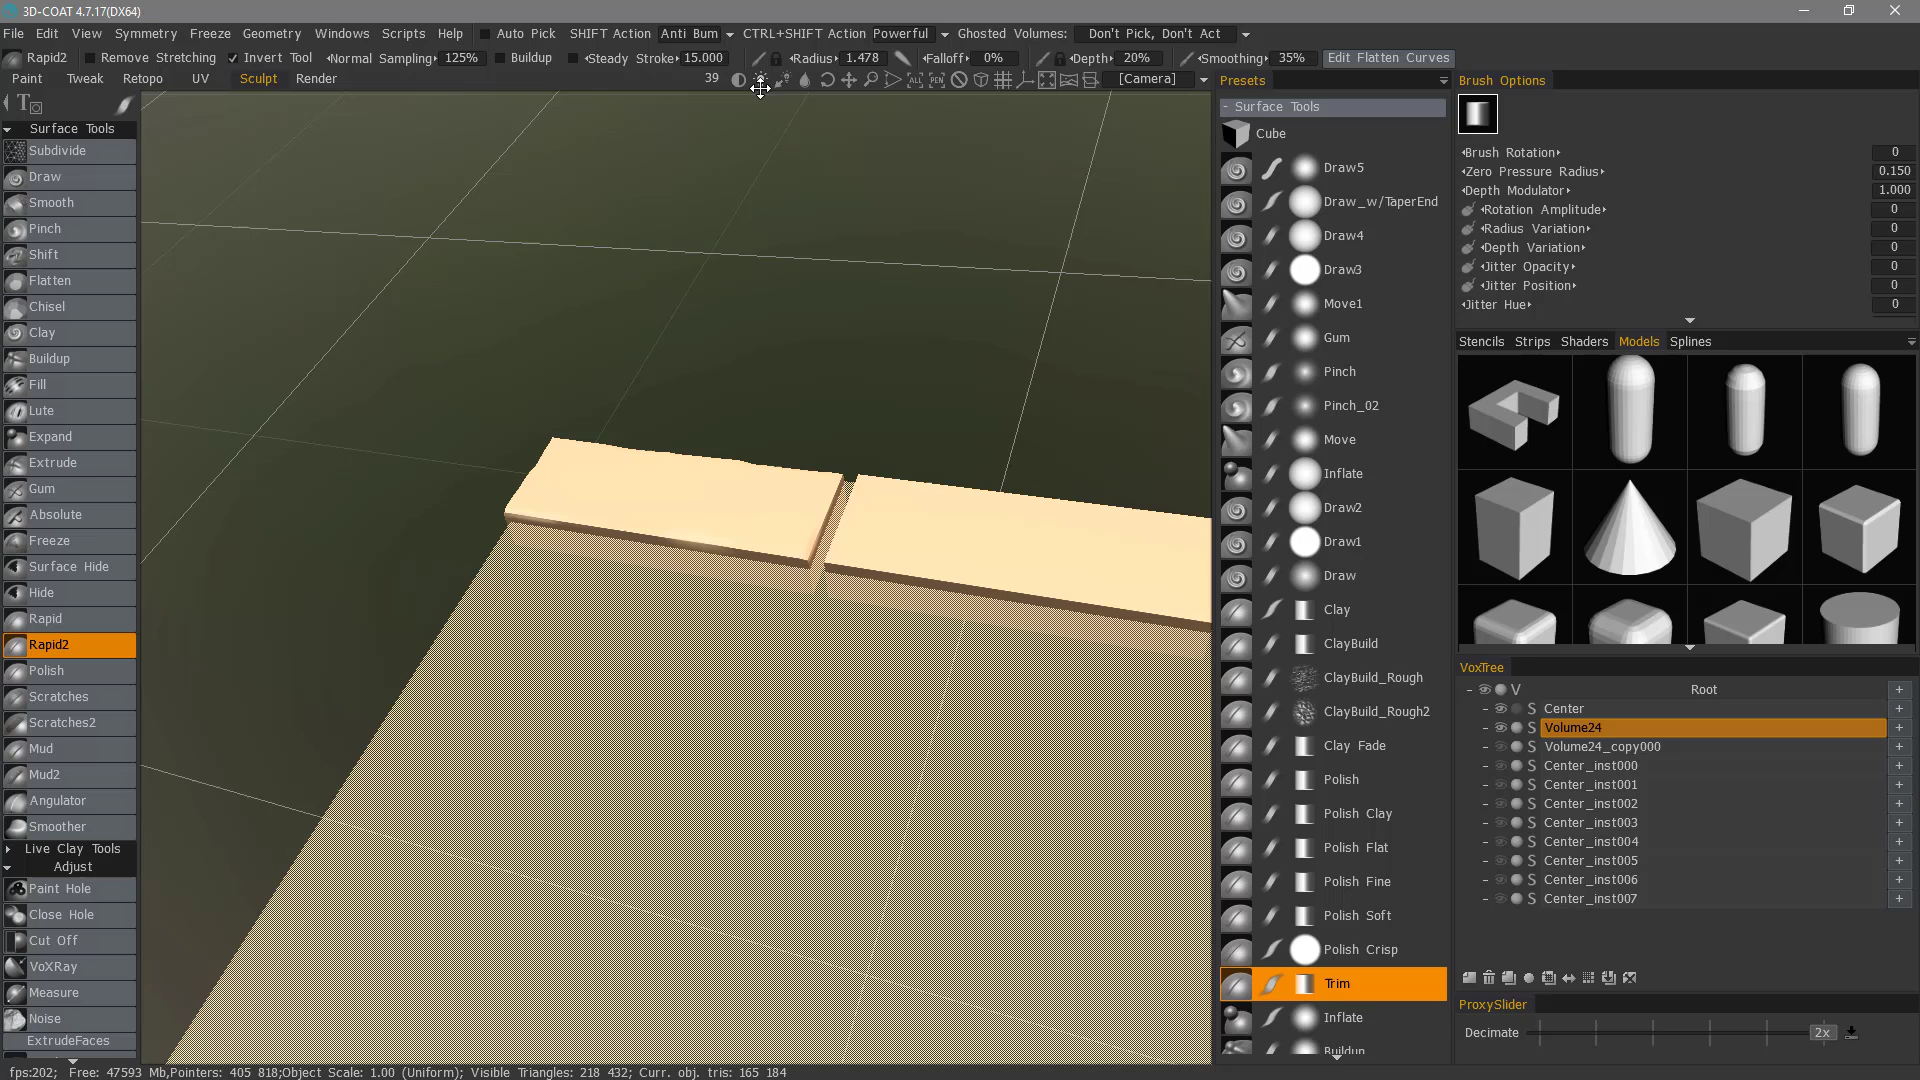 3D-COAT 4.7.17(DX64)
File Edit View Symmetry Freeze Geometry Windows Scripts Help Auto Pick SHIFT Action Anti Bum CTRL+SHIFT Action Powerful Ghosted Volumes: Don't Pick, Don't Act
Rapid2 Remove Stretching Invert Tool Normal Sampling 125% Buildup Steady Stroke 15.000 Radius 1.478 Falloff 0% Depth 20% Smoothing 35% Edit Flatten Curves
Paint Tweak Retopo UV Sculpt Render 39 ALL PEN [Camera]
Surface Tools
Subdivide
Draw
Smooth
Pinch
Shift
Flatten
Chisel
Clay
Buildup
Fill
Lute
Expand
Extrude
Gum
Absolute
Freeze
Surface Hide
Hide
Rapid
Rapid2
Polish
Scratches
Scratches2
Mud
Mud2
Angulator
Smoother
Live Clay Tools
Adjust
Paint Hole
Close Hole
Cut Off
VoXRay
Measure
Noise
ExtrudeFaces
Presets
- Surface Tools
Cube
Draw5
Draw_w/TaperEnd
Draw4
Draw3
Move1
Gum
Pinch
Pinch_02
Move
Inflate
Draw2
Draw1
Draw
Clay
ClayBuild
ClayBuild_Rough
ClayBuild_Rough2
Clay Fade
Polish
Polish Clay
Polish Flat
Polish Fine
Polish Soft
Polish Crisp
Trim
Inflate
Buildup
Brush Options
Brush Rotation 0
Zero Pressure Radius 0.150
Depth Modulator 1.000
Rotation Amplitude 0
Radius Variation 0
Depth Variation 0
Jitter Opacity 0
Jitter Position 0
Jitter Hue 0
Stencils Strips Shaders Models Splines
VoxTree
- V Root +
- S Center +
- S Volume24 +
- S Volume24_copy000 +
- S Center_inst000 +
- S Center_inst001 +
- S Center_inst002 +
- S Center_inst003 +
- S Center_inst004 +
- S Center_inst005 +
- S Center_inst006 +
- S Center_inst007 +
ProxySlider
Decimate 2x
fps:202; Free: 47593 Mb,Pointers: 405 818;Object Scale: 1.00 (Uniform); Visible Triangles: 218 432; Curr. obj. tris: 165 184